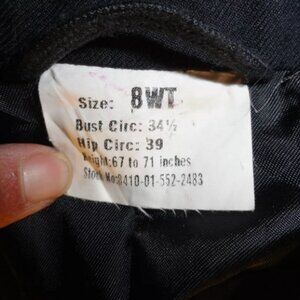 Size: 8WT
Bust Circ: 34½
Hip Circ: 39
height: 67 to 71 inches
Stock No: 8410-01-552-2483